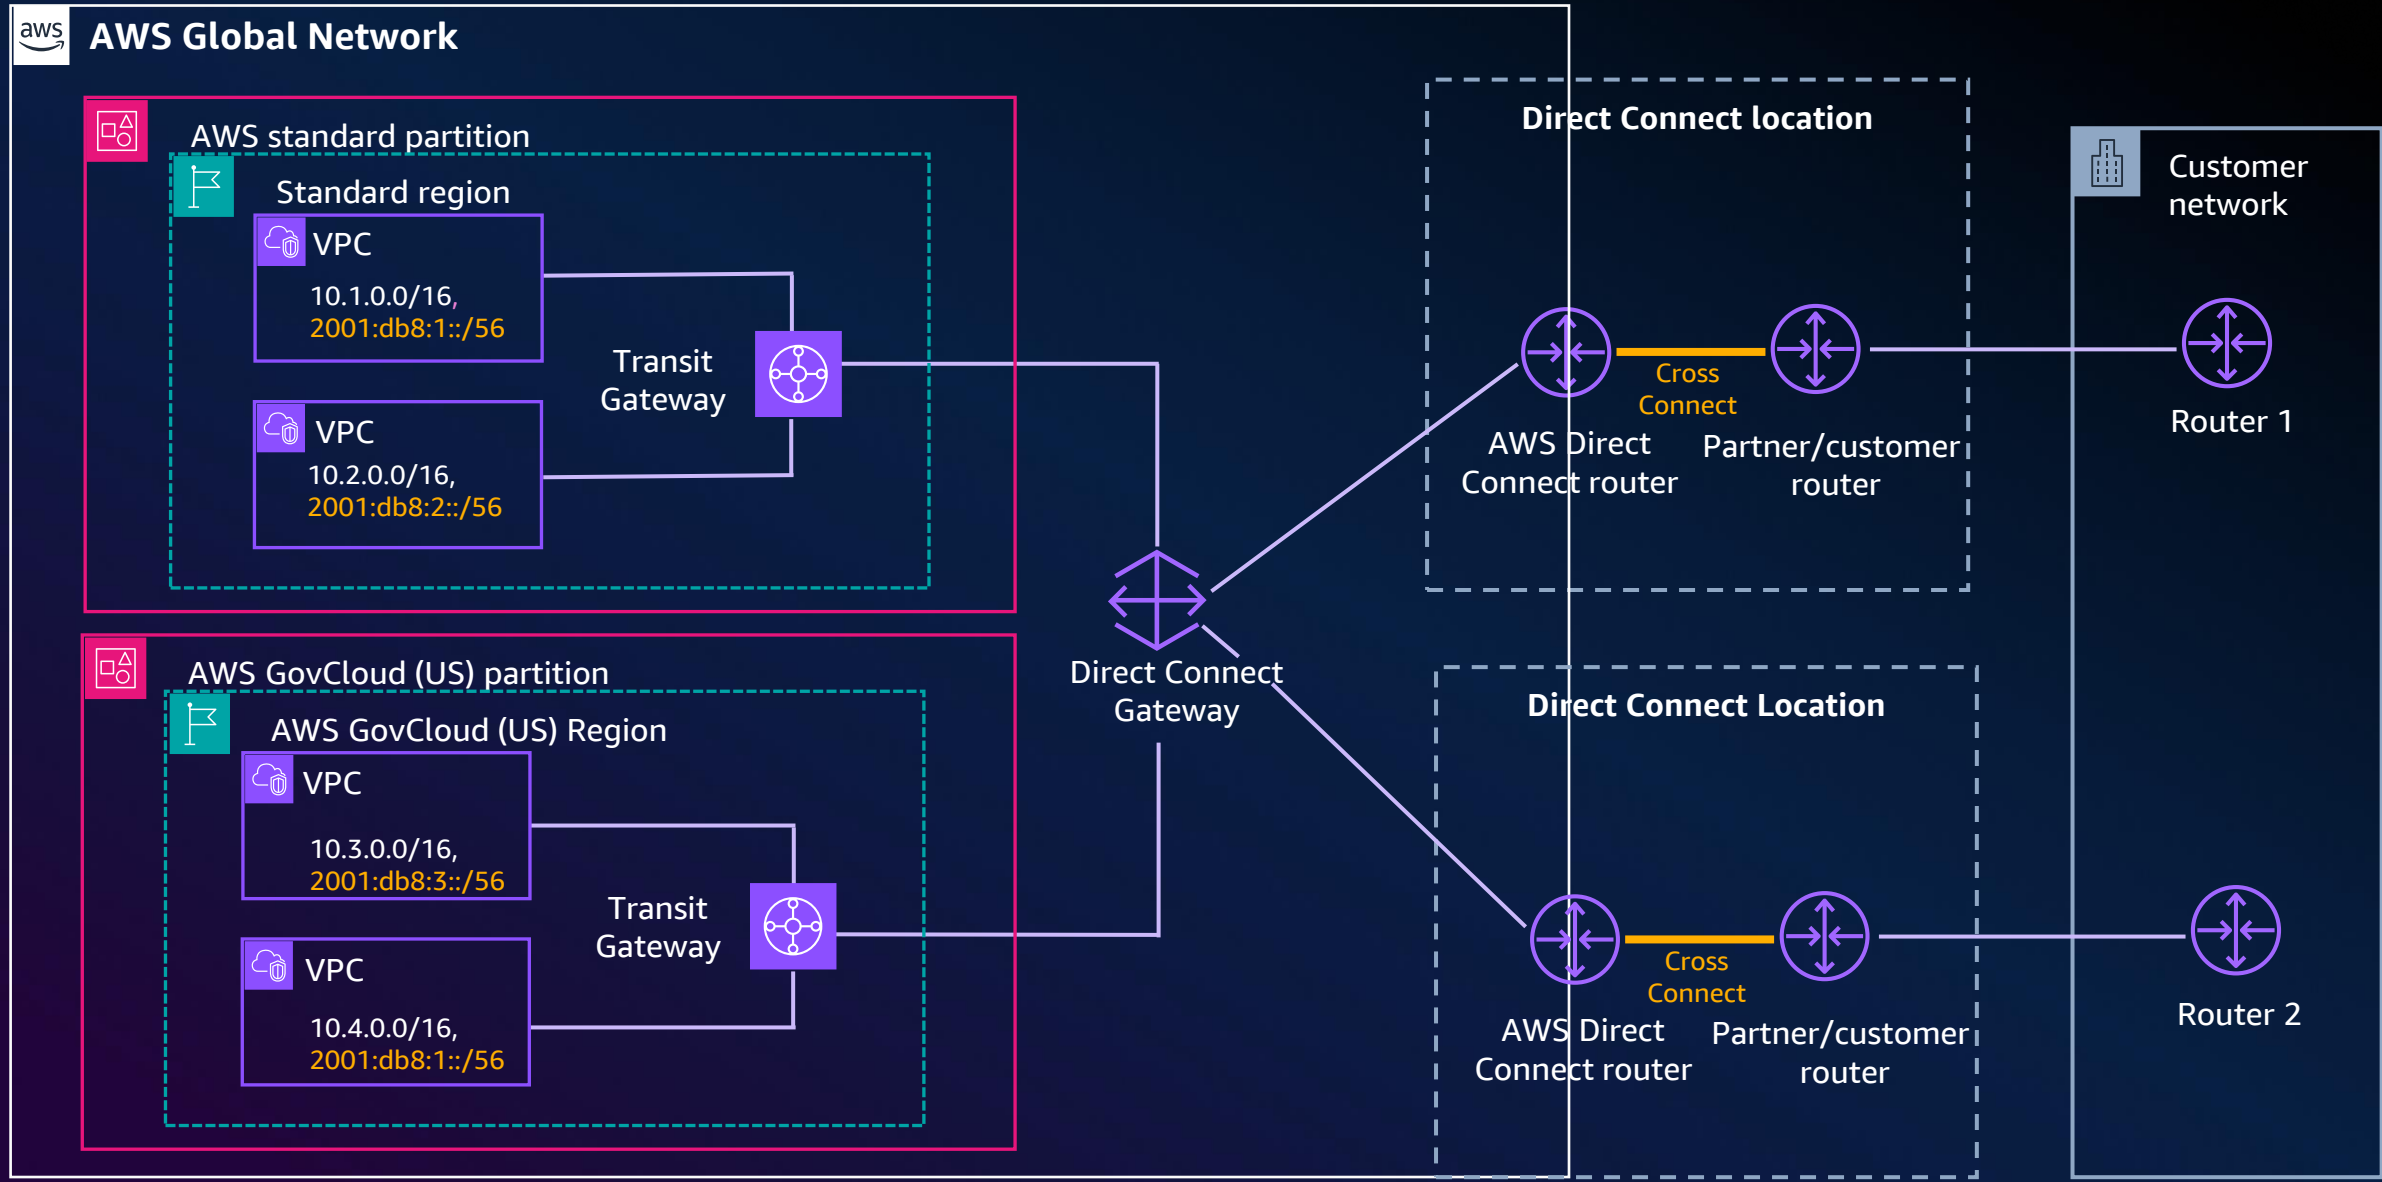 aws
AWS Global Network
AWS standard partition
Standard region
VPC
10.1.0.0/16,
2001:db8:1::/56
VPC
10.2.0.0/16,
2001:db8:2::/56
Transit
Gateway
AWS GovCloud (US) partition
AWS GovCloud (US) Region
VPC
10.3.0.0/16,
2001:db8:3::/56
VPC
10.4.0.0/16,
2001:db8:1::/56
Transit
Gateway
Direct Connect
Gateway
Direct Connect location
Cross
Connect
AWS Direct
Connect router
Partner/customer
router
Direct Connect Location
Cross
Connect
AWS Direct
Connect router
Partner/customer
router
Customer
network
Router 1
Router 2